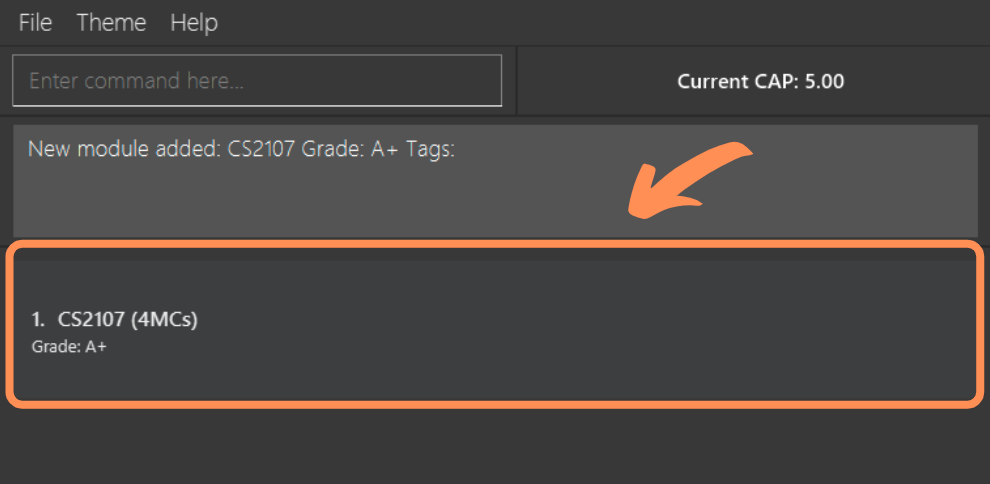 File Theme Help
Enter command here...
Current CAP: 5.00
New module added: CS2107 Grade: A+ Tags:
1. CS2107 (4MCs)
Grade: A+